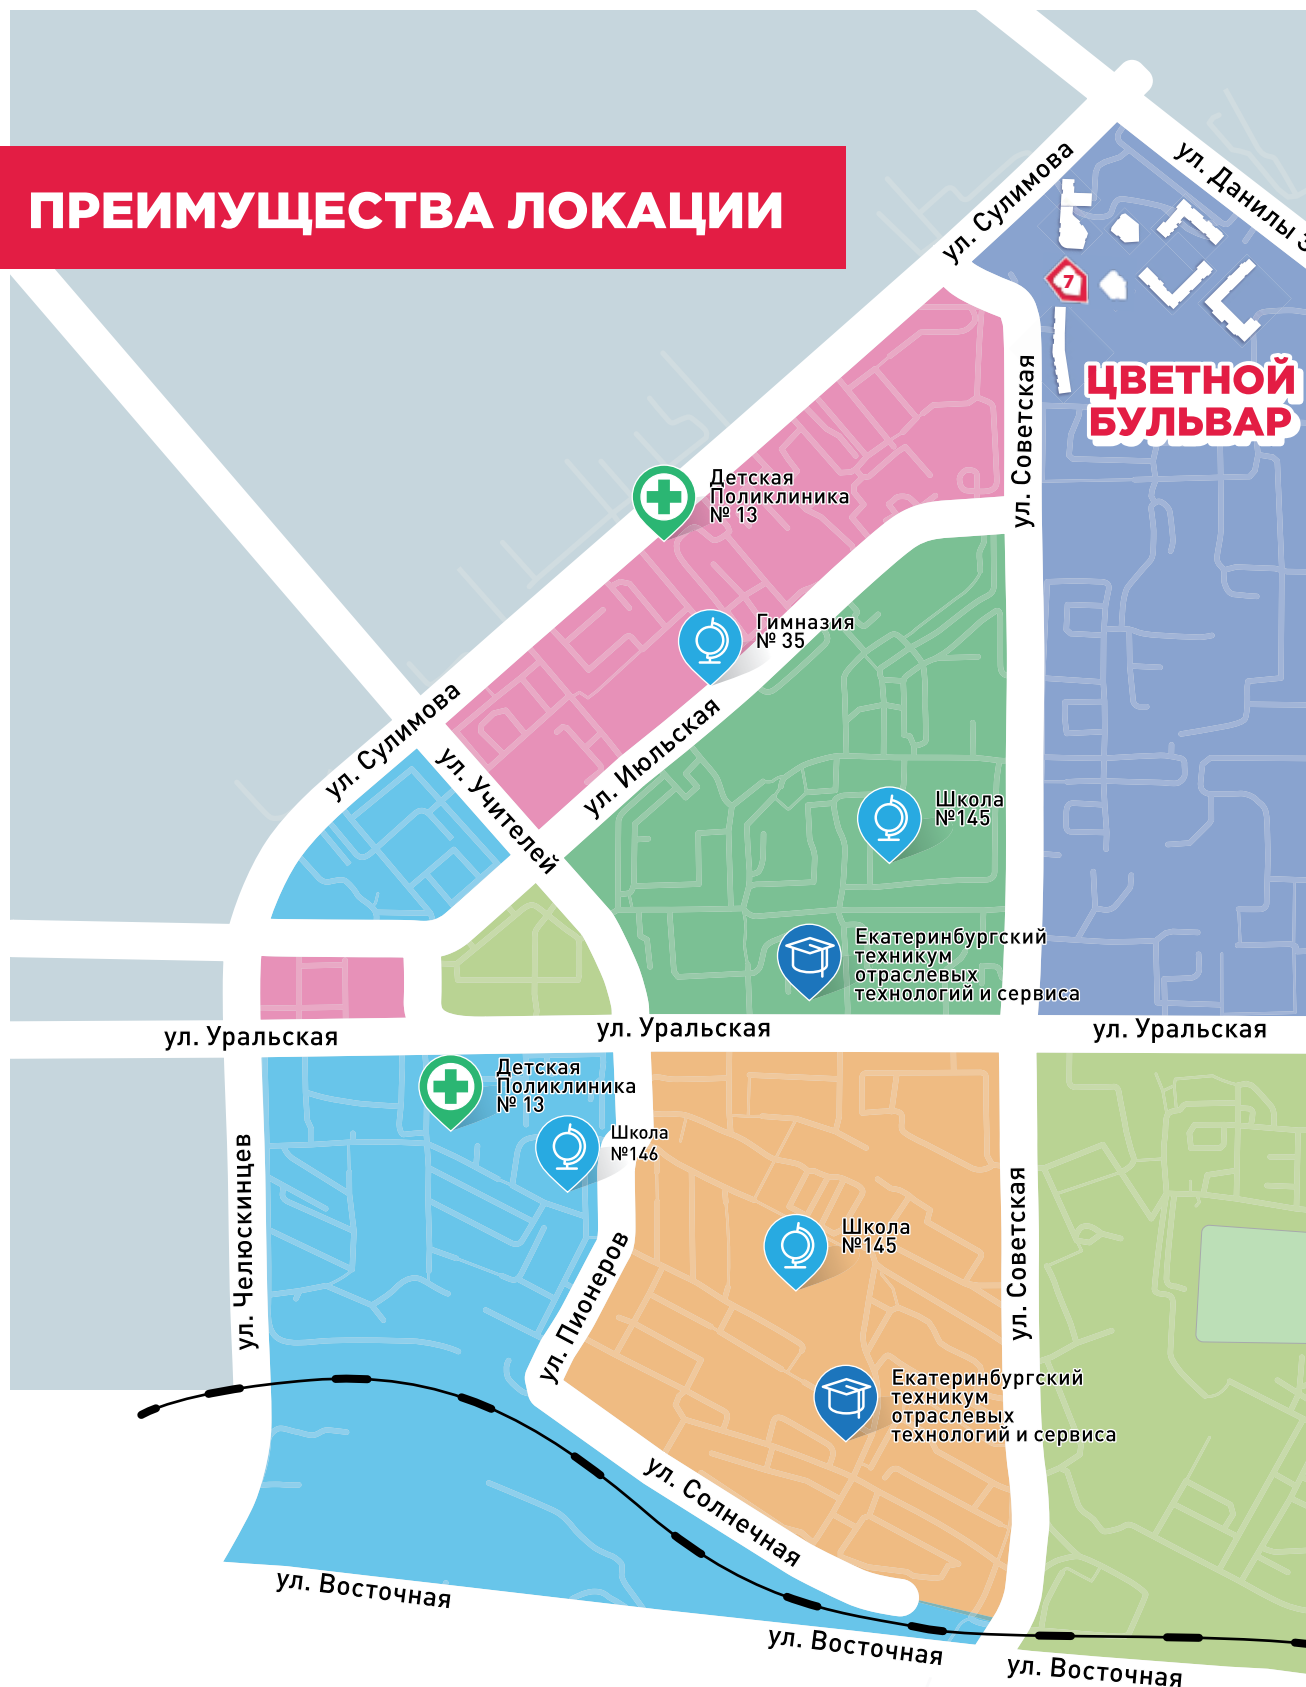 ПРЕИМУЩЕСТВА ЛОКАЦИИ
ул. Сулимова
ул. Данилы З
7
ЦВЕТНОЙ
БУЛЬВАР
ул. Советская
Детская
Поликлиника
№ 13
Гимназия
№ 35
ул. Сулимова
ул. Учителей
ул. Июльская
Школа
№145
Екатеринбургский
техникум
отраслевых
технологий и сервиса
ул. Уральская
ул. Уральская
ул. Уральская
Детская
Поликлиника
№ 13
Школа
№146
ул. Челюскинцев
ул. Пионеров
Школа
№145
ул. Советская
Екатеринбургский
техникум
отраслевых
технологий и сервиса
ул. Солнечная
ул. Восточная
ул. Восточная
ул. Восточная